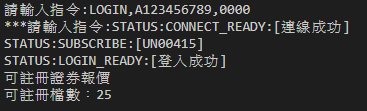 請輸入指令:LOGIN,A123456789,0000
***請輸入指令:STATUS:CONNECT_READY:[連線成功]
STATUS:SUBSCRIBE:[UN00415]
STATUS:LOGIN_READY:[登入成功]
可註冊證券報價
可註冊檔數：25